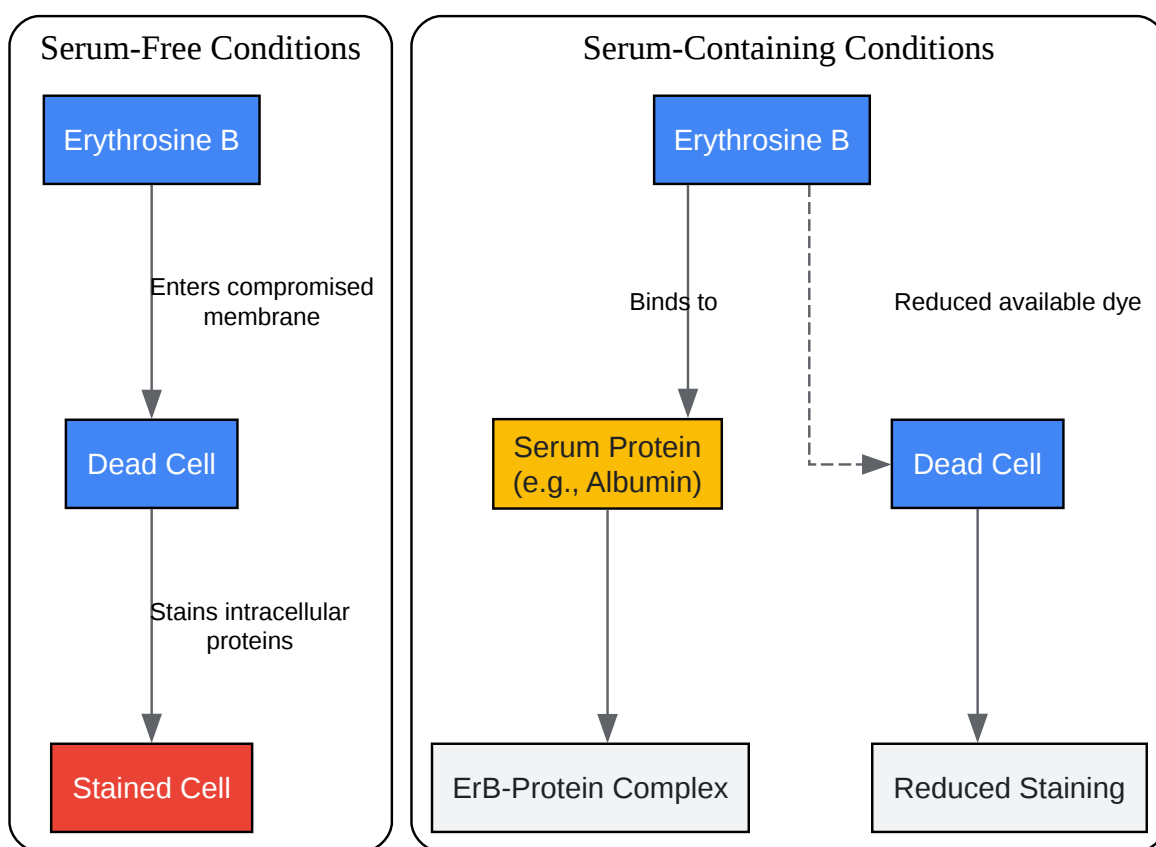 Serum-Free Conditions
Erythrosine B
Enters compromised
membrane
Dead Cell
Stains intracellular
proteins
Stained Cell
Serum-Containing Conditions
Erythrosine B
Binds to
Reduced available dye
Serum Protein
(e.g., Albumin)
Dead Cell
ErB-Protein Complex
Reduced Staining